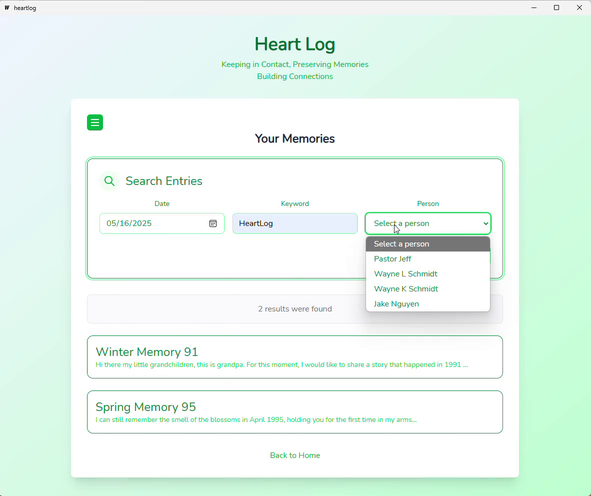 heartlog
Heart Log
Keeping in Contact, Preserving Memories
Building Connections
Your Memories
Search Entries
Date
Keyword
Person
05/16/2025
HeartLog
Select a person
Select a person
Pastor Jeff
Wayne L Schmidt
Wayne K Schmidt
Jake Nguyen
2 results were found
Winter Memory 91
Hi there my little grandchildren, this is grandpa. For this moment, I would like to share a story that happened in 1991 ...
Spring Memory 95
I can still remember the smell of the blossoms in April 1995, holding you for the first time in my arms...
Back to Home